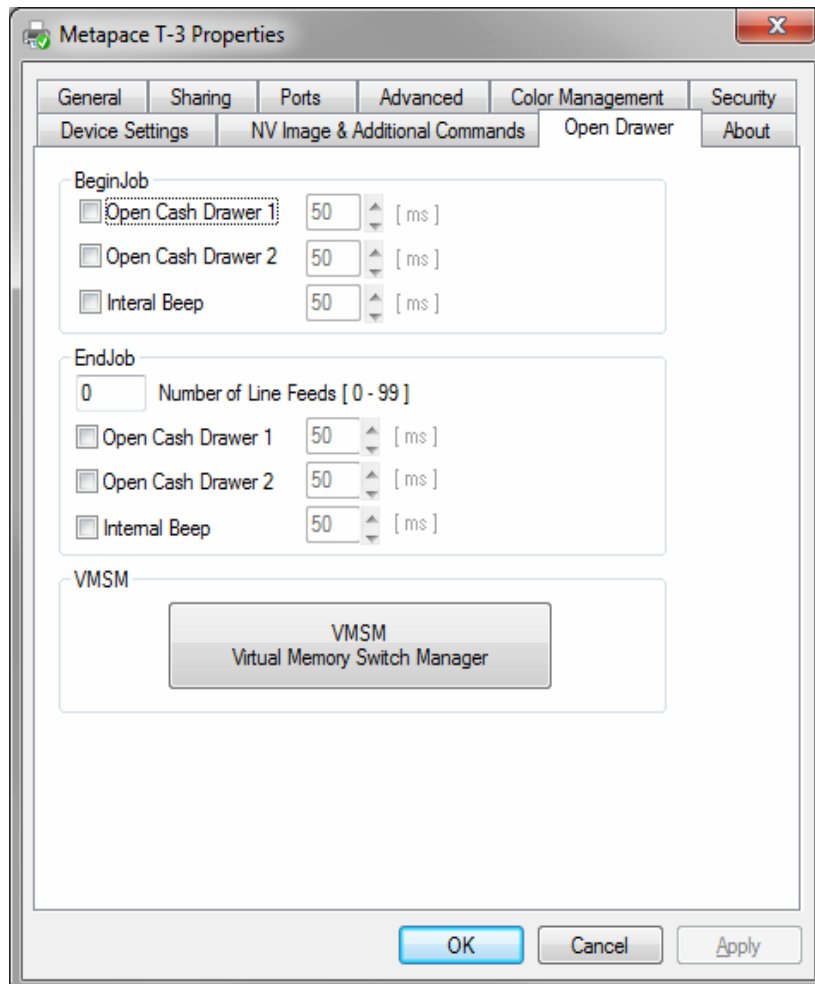 Metapace T-3 Properties
General Sharing Ports Advanced Color Management Security
Device Settings NV Image & Additional Commands Open Drawer About
BeginJob
Open Cash Drawer 1 50 [ ms ]
Open Cash Drawer 2 50 [ ms ]
Interal Beep 50 [ ms ]
EndJob
0 Number of Line Feeds [ 0 - 99 ]
Open Cash Drawer 1 50 [ ms ]
Open Cash Drawer 2 50 [ ms ]
Internal Beep 50 [ ms ]
VMSM
VMSM
Virtual Memory Switch Manager
OK Cancel Apply